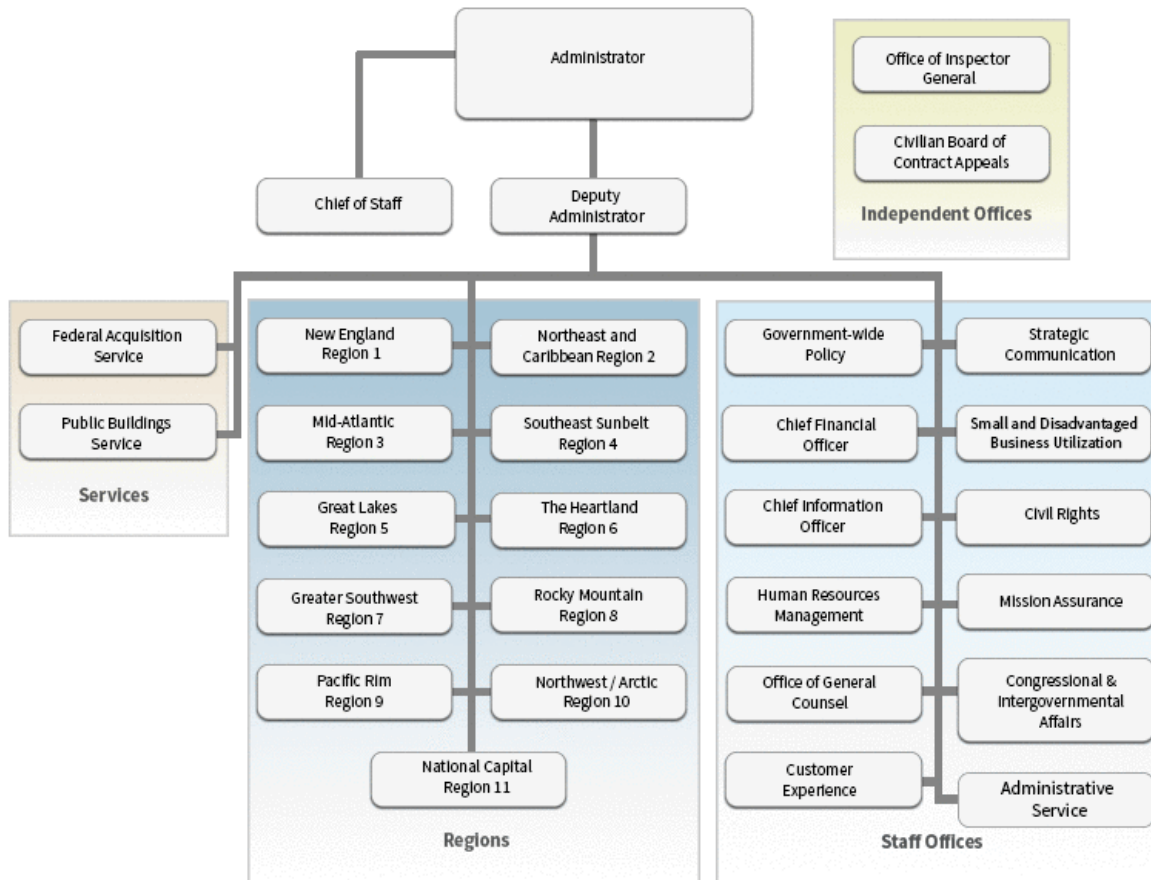 Administrator
Office of Inspector
General
Civilian Board of
Contract Appeals
Independent Offices
Chief of Staff
Deputy
Administrator
Federal Acquisition
Service
Public Buildings
Service
Services
New England
Region 1
Northeast and
Caribbean Region 2
Mid-Atlantic
Region 3
Southeast Sunbelt
Region 4
Great Lakes
Region 5
The Heartland
Region 6
Greater Southwest
Region 7
Rocky Mountain
Region 8
Pacific Rim
Region 9
Northwest / Arctic
Region 10
National Capital
Region 11
Regions
Government-wide
Policy
Strategic
Communication
Chief Financial
Officer
Small and Disadvantaged
Business Utilization
Chief Information
Officer
Civil Rights
Human Resources
Management
Mission Assurance
Office of General
Counsel
Congressional &
Intergovernmental
Affairs
Customer
Experience
Administrative
Service
Staff Offices